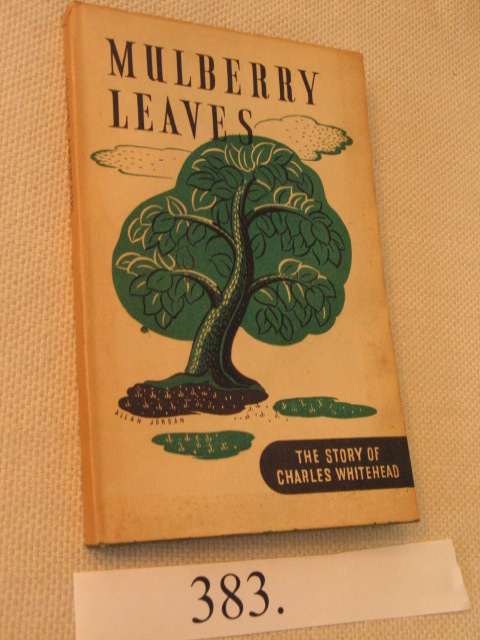 MULBERRY
LEAVES
ALLAN JORDAN
THE STORY OF
CHARLES WHITEHEAD
383.